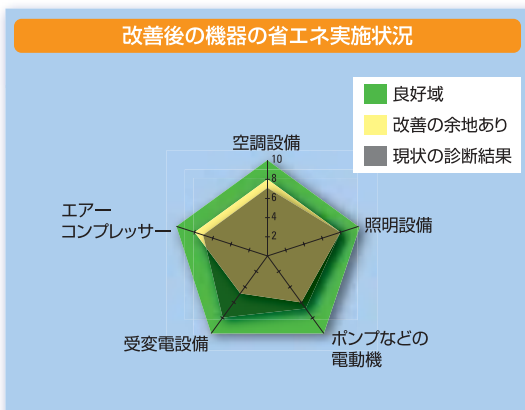 改善後の機器の省エネ実施状況
良好域
改善の余地あり
現状の診断結果
空調設備
10
8
6
4
2
エアー
コンプレッサー
照明設備
受変電設備
ポンプなどの
電動機